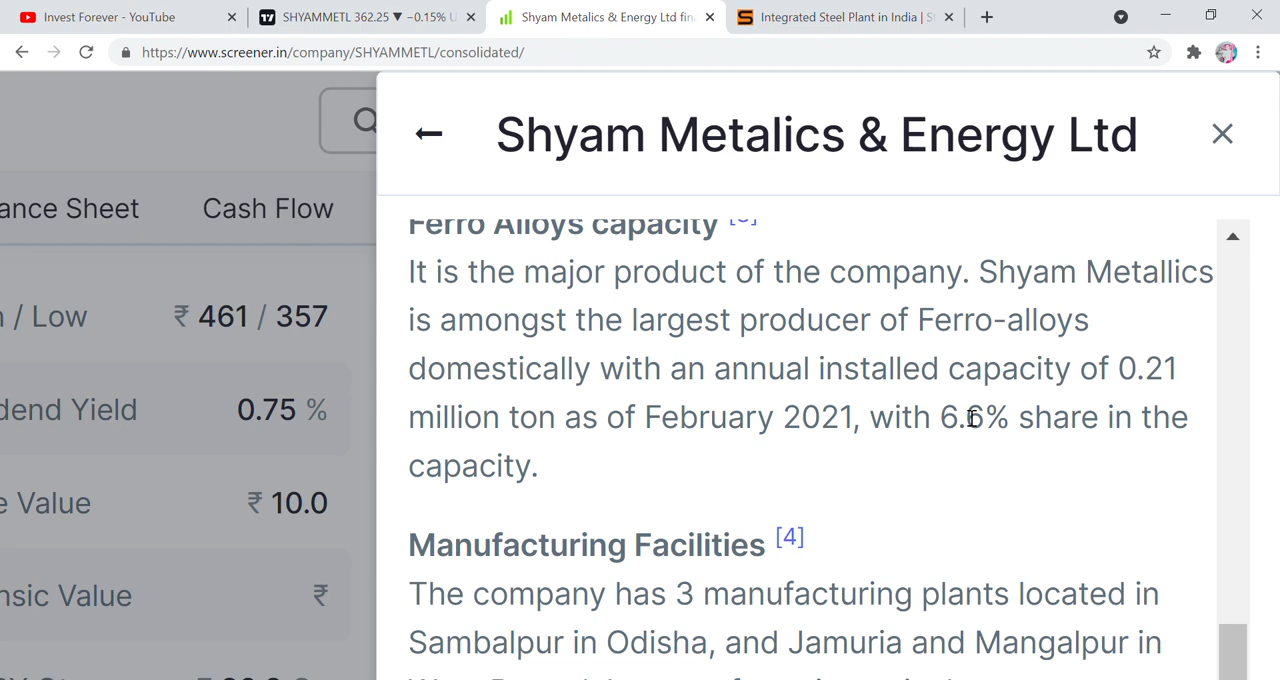 Invest Forever - YouTube
SHYAMMETL 362.25 ▼ −0.15% U
Shyam Metalics & Energy Ltd fin
Integrated Steel Plant in India | S
https://www.screener.in/company/SHYAMMETL/consolidated/
ance Sheet
Cash Flow
/ Low ₹ 461 / 357
dend Yield 0.75 %
e Value ₹ 10.0
nsic Value ₹
Shyam Metalics & Energy Ltd
Ferro Alloys capacity
It is the major product of the company. Shyam Metallics
is amongst the largest producer of Ferro-alloys
domestically with an annual installed capacity of 0.21
million ton as of February 2021, with 6.6% share in the
capacity.
Manufacturing Facilities [4]
The company has 3 manufacturing plants located in
Sambalpur in Odisha, and Jamuria and Mangalpur in